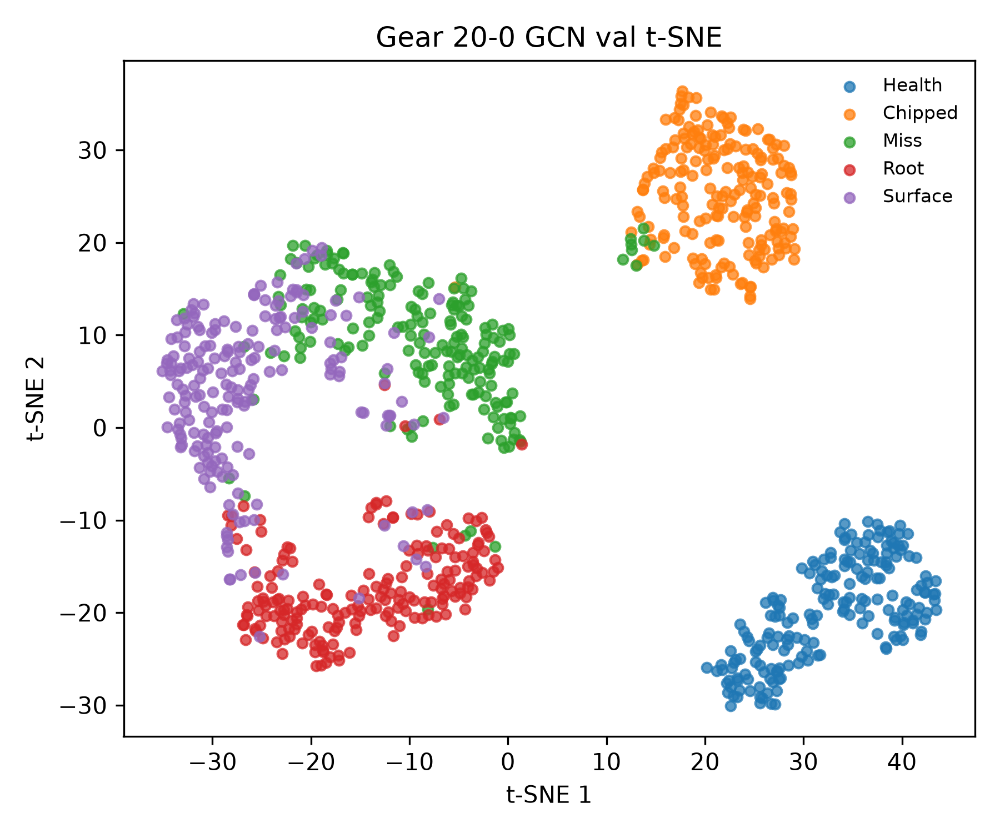 Gear 20-0 GCN val t-SNE
Health
Chipped
Miss
Root
Surface
30
20
10
0
−10
−20
−30
t-SNE 2
−30 −20 −10 0 10 20 30 40
t-SNE 1